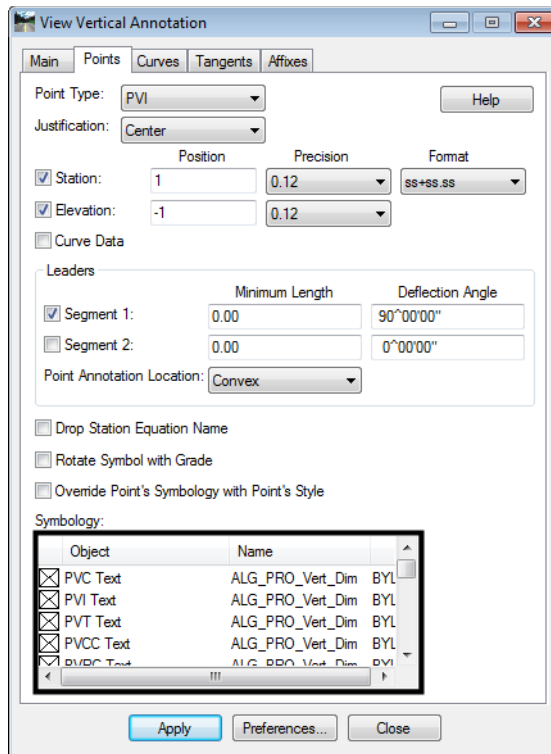 View Vertical Annotation
Main Points Curves Tangents Affixes
Point Type: PVI Help
Justification: Center
Position Precision Format
Station: 1 0.12 ss+ss.ss
Elevation: -1 0.12
Curve Data
Leaders
Minimum Length Deflection Angle
Segment 1: 0.00 90^00'00"
Segment 2: 0.00 0^00'00"
Point Annotation Location: Convex
Drop Station Equation Name
Rotate Symbol with Grade
Override Point's Symbology with Point's Style
Symbology:
Object Name
PVC Text ALG_PRO_Vert_Dim BYL
PVI Text ALG_PRO_Vert_Dim BYL
PVT Text ALG_PRO_Vert_Dim BYL
PVCC Text ALG_PRO_Vert_Dim BYL
PVRC Text ALG_PRO_Vert_Dim BYL
Apply Preferences... Close